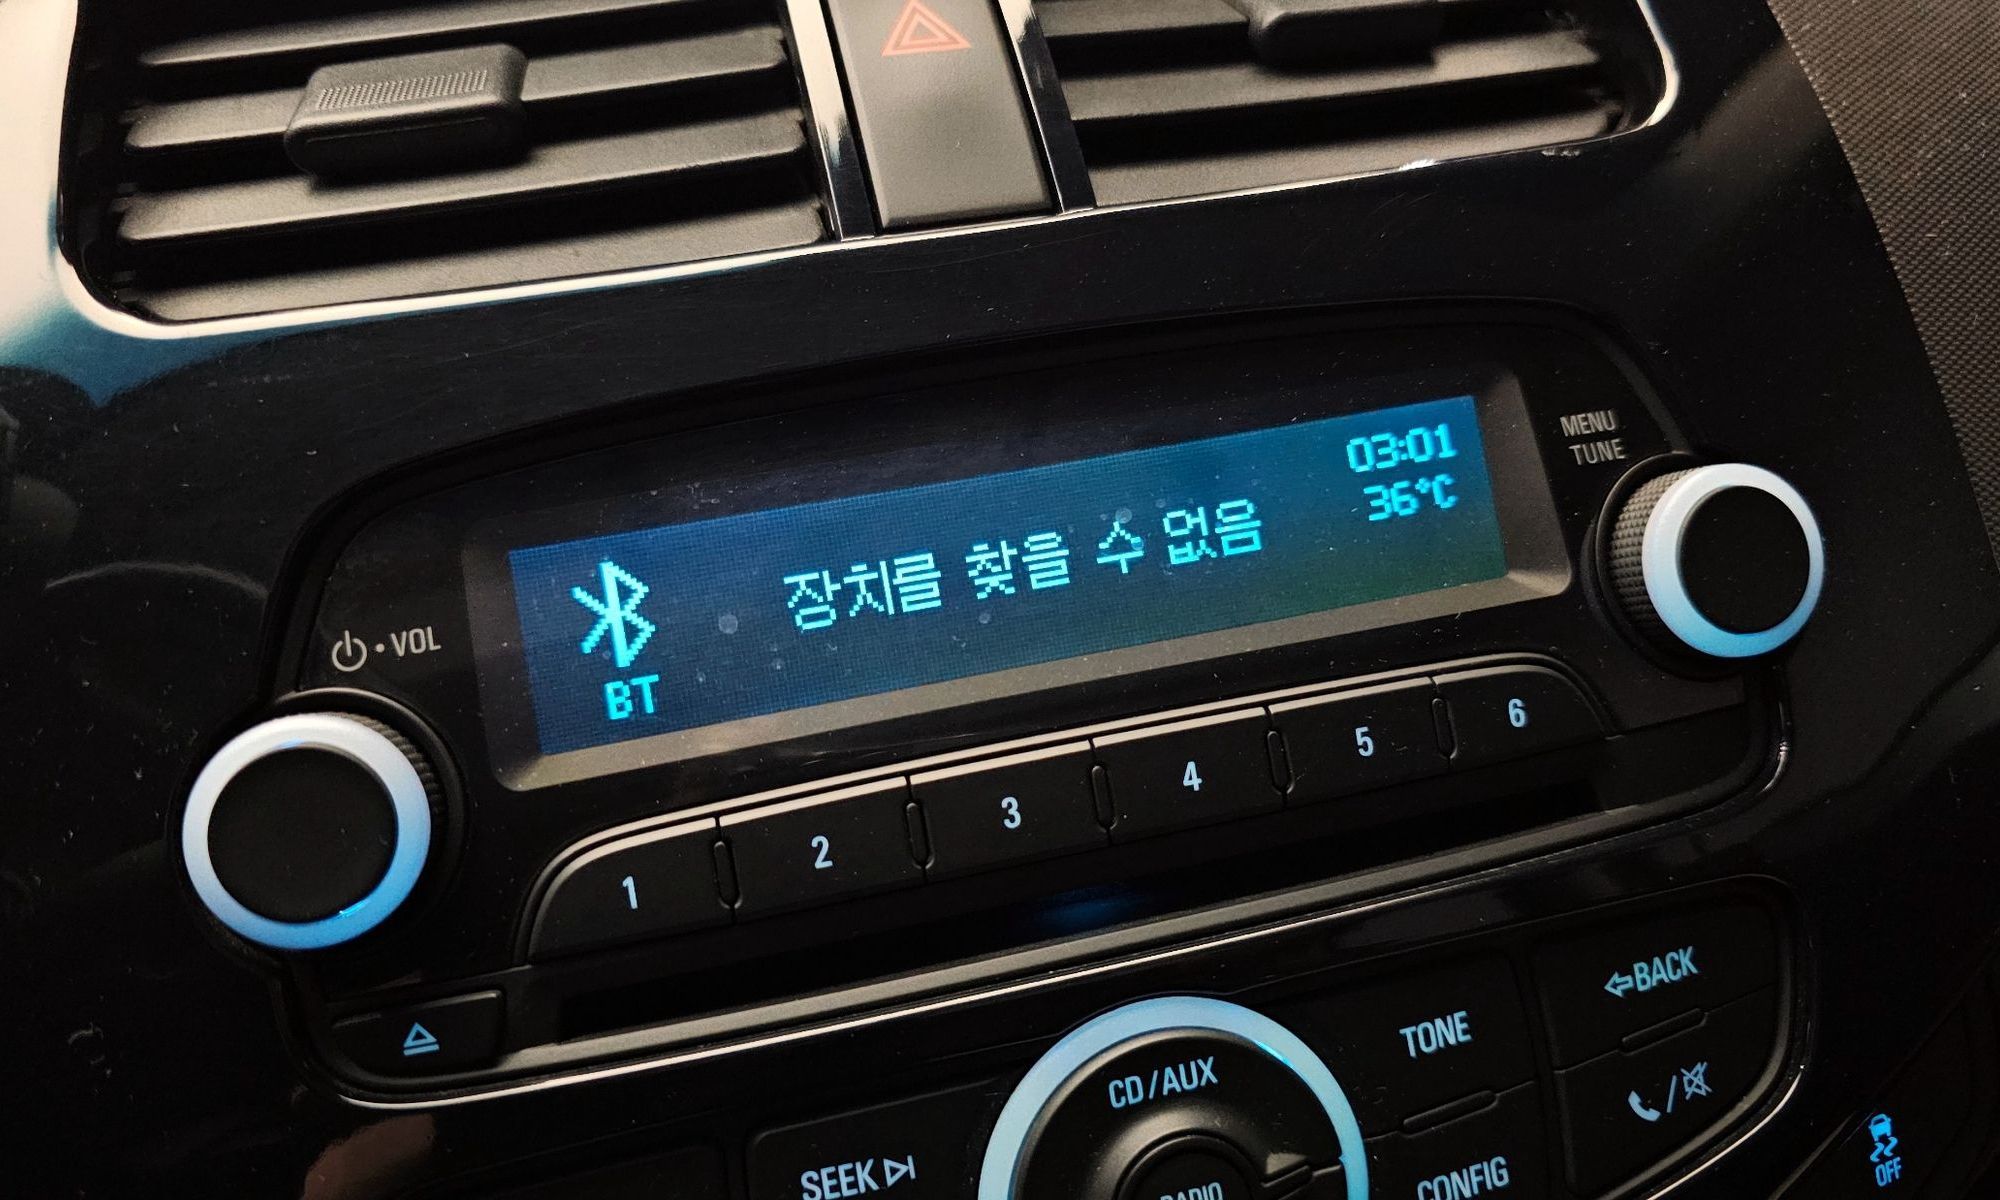 03:01
36°C
장치를 찾을 수 없음
BT
MENU
TUNE
VOL
1 2 3 4 5 6
BACK
TONE
CD/AUX
SEEK
CONFIG
RADIO
OFF